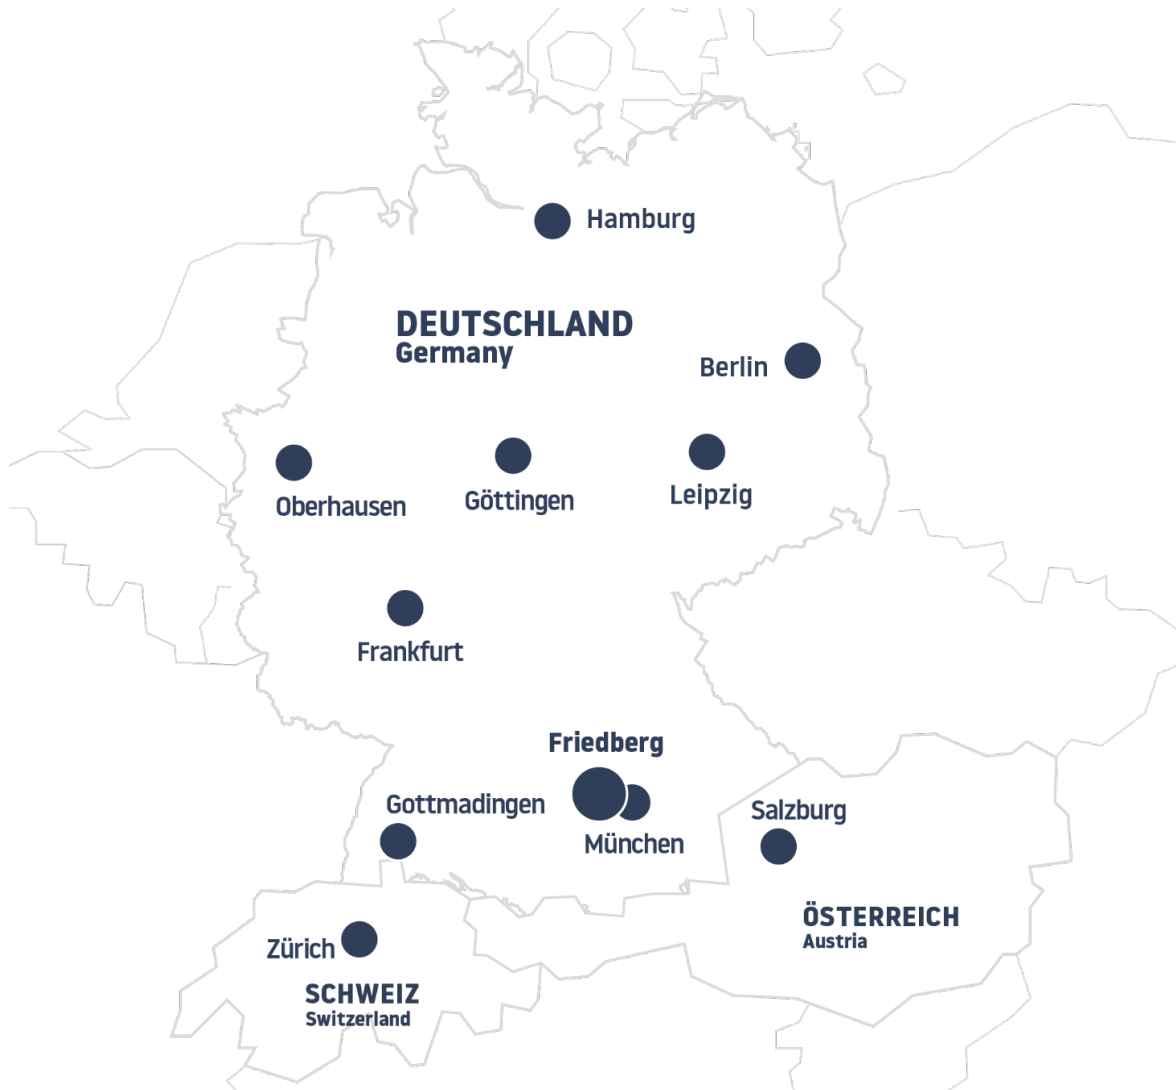 Hamburg
DEUTSCHLAND
Germany
Berlin
Oberhausen
Göttingen
Leipzig
Frankfurt
Friedberg
Gottmadingen
München
Salzburg
ÖSTERREICH
Austria
Zürich
SCHWEIZ
Switzerland